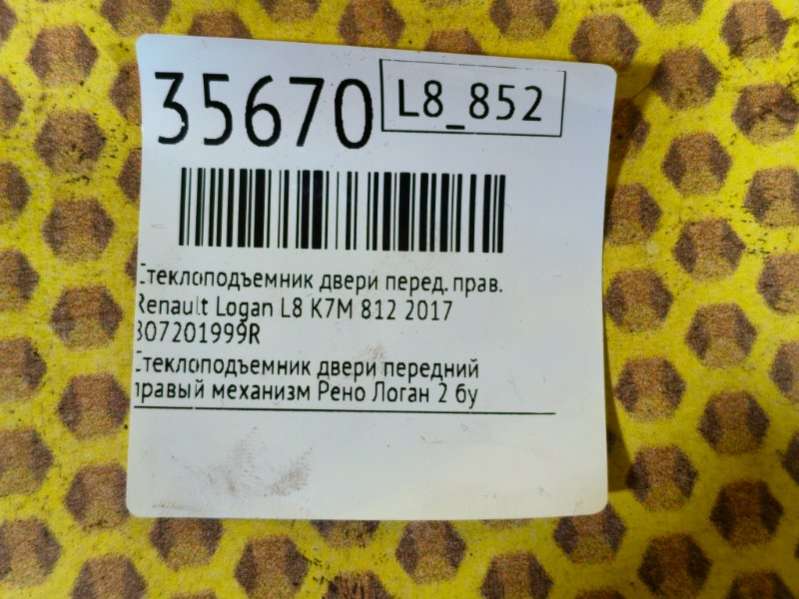 35670
L8_852
Стеклоподъемник двери перед. прав.
Renault Logan L8 K7M 812 2017
807201999R
Стеклоподъемник двери передний
правый механизм Рено Логан 2 бу